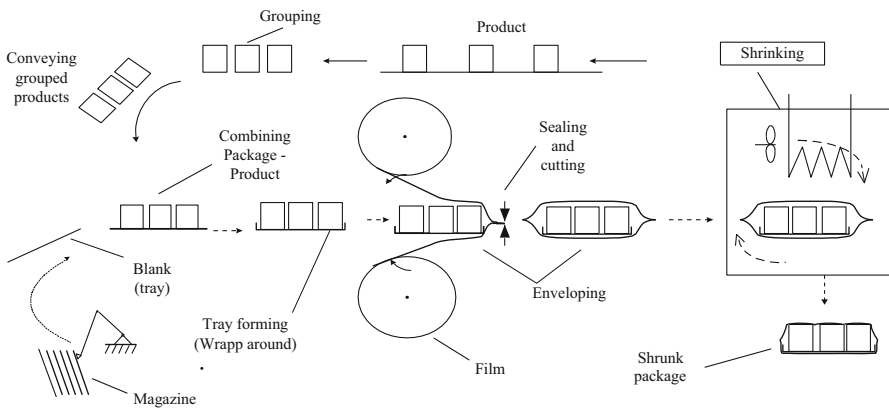 Grouping
Product
Shrinking
Conveying
grouped
products
Combining
Package -
Product
Sealing
and
cutting
Blank
(tray)
Enveloping
Tray forming
(Wrapp around)
Film
Shrunk
package
Magazine